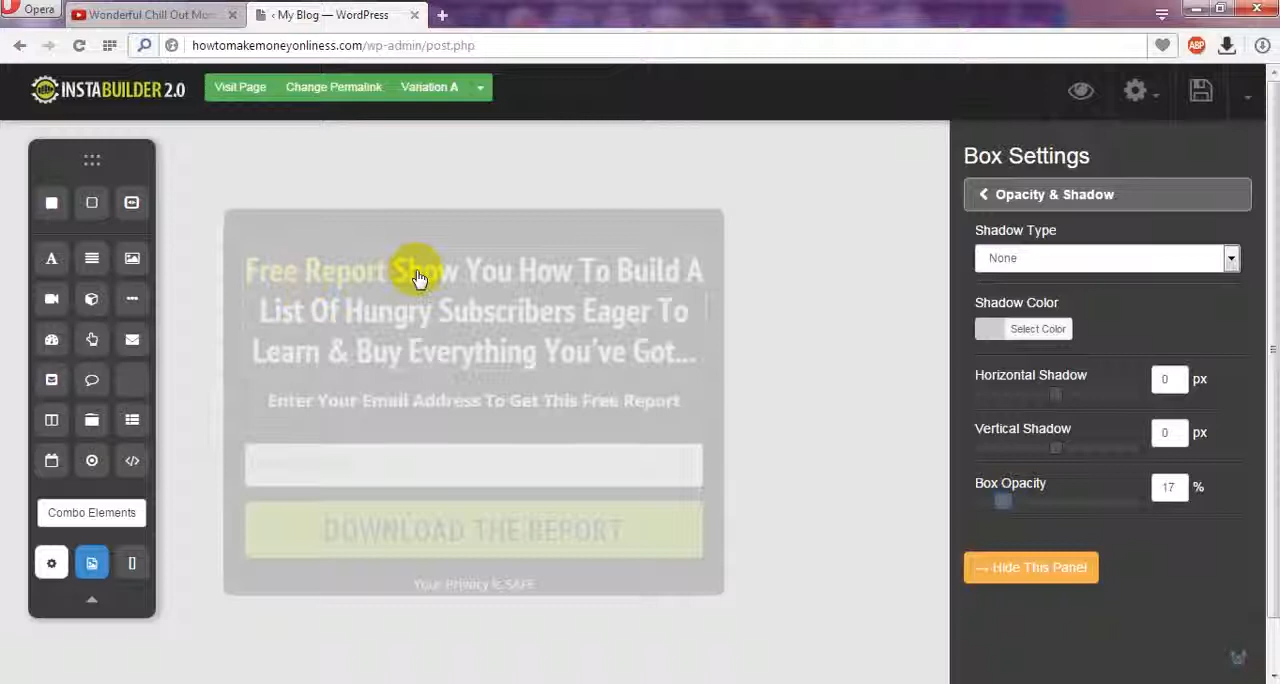 Opera
Wonderful Chill Out Mo
‹ My Blog — WordPress
howtomakemoneyonliness.com/wp-admin/post.php
ABP
INSTABUILDER 2.0
Visit Page
Change Permalink
Variation A
Free Report Show You How To Build A
List Of Hungry Subscribers Eager To
Learn & Buy Everything You've Got...
Enter Your Email Address To Get This Free Report
DOWNLOAD THE REPORT
Your Privacy is SAFE
Combo Elements
Box Settings
Opacity & Shadow
Shadow Type
None
Shadow Color
Select Color
Horizontal Shadow
0 px
Vertical Shadow
0 px
Box Opacity
17 %
Hide This Panel